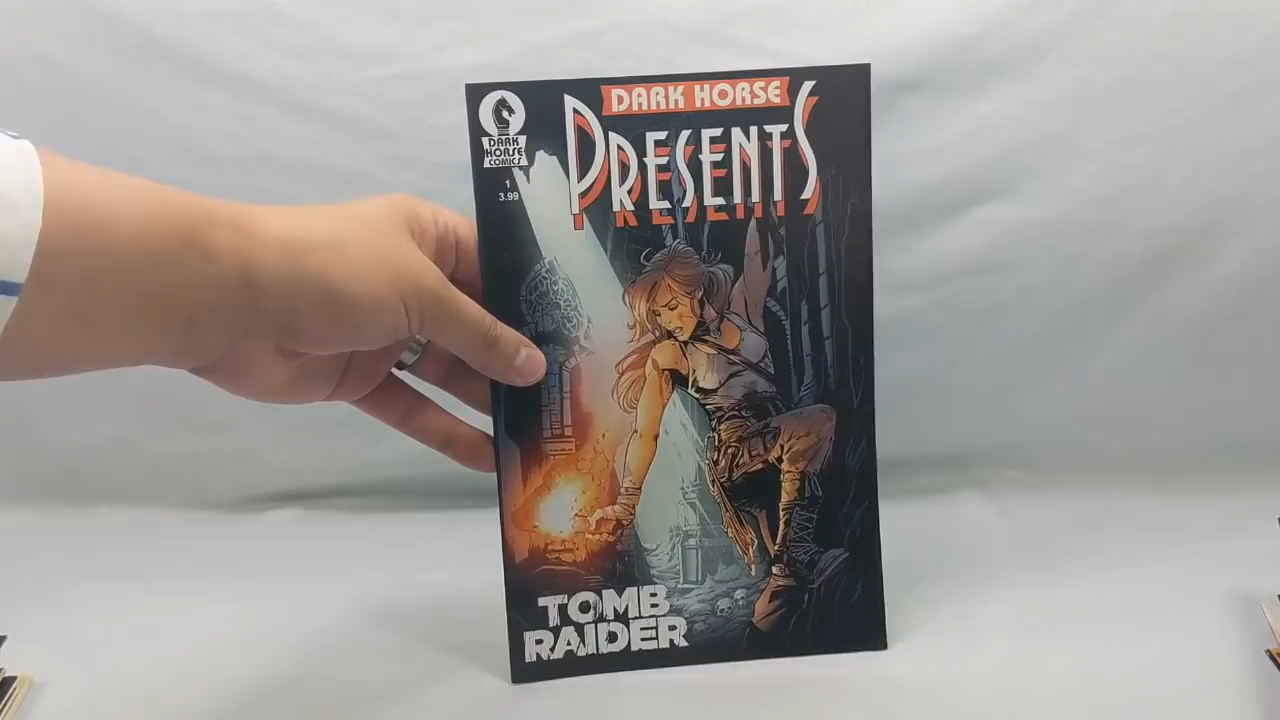 DARK HORSE
PRESENTS
DARK
HORSE
COMICS
1
3.99
TOMB
RAIDER